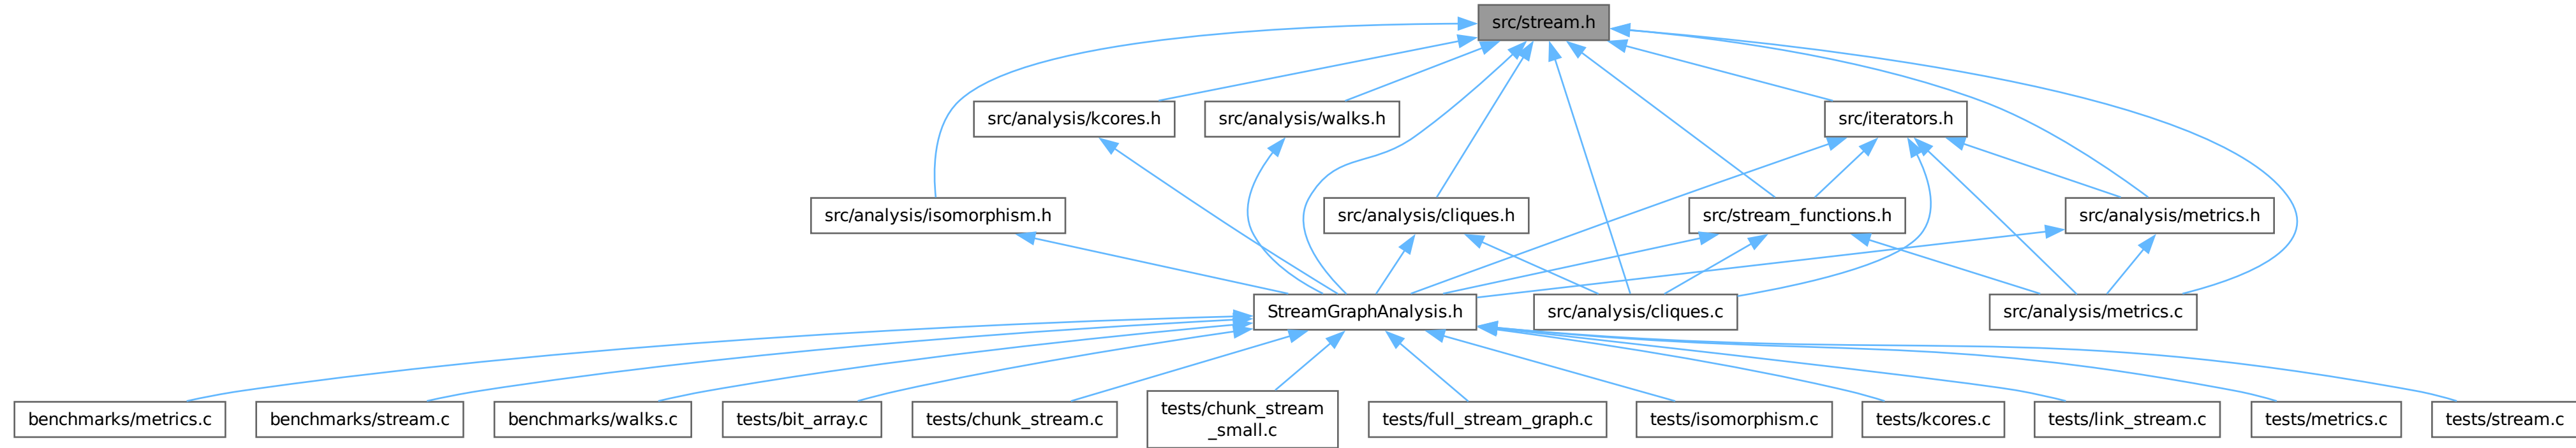 src/stream.h
src/analysis/kcores.h
src/analysis/walks.h
src/iterators.h
src/analysis/isomorphism.h
src/analysis/cliques.h
src/stream_functions.h
src/analysis/metrics.h
StreamGraphAnalysis.h
src/analysis/cliques.c
src/analysis/metrics.c
benchmarks/metrics.c
benchmarks/stream.c
benchmarks/walks.c
tests/bit_array.c
tests/chunk_stream.c
tests/chunk_stream
_small.c
tests/full_stream_graph.c
tests/isomorphism.c
tests/kcores.c
tests/link_stream.c
tests/metrics.c
tests/stream.c